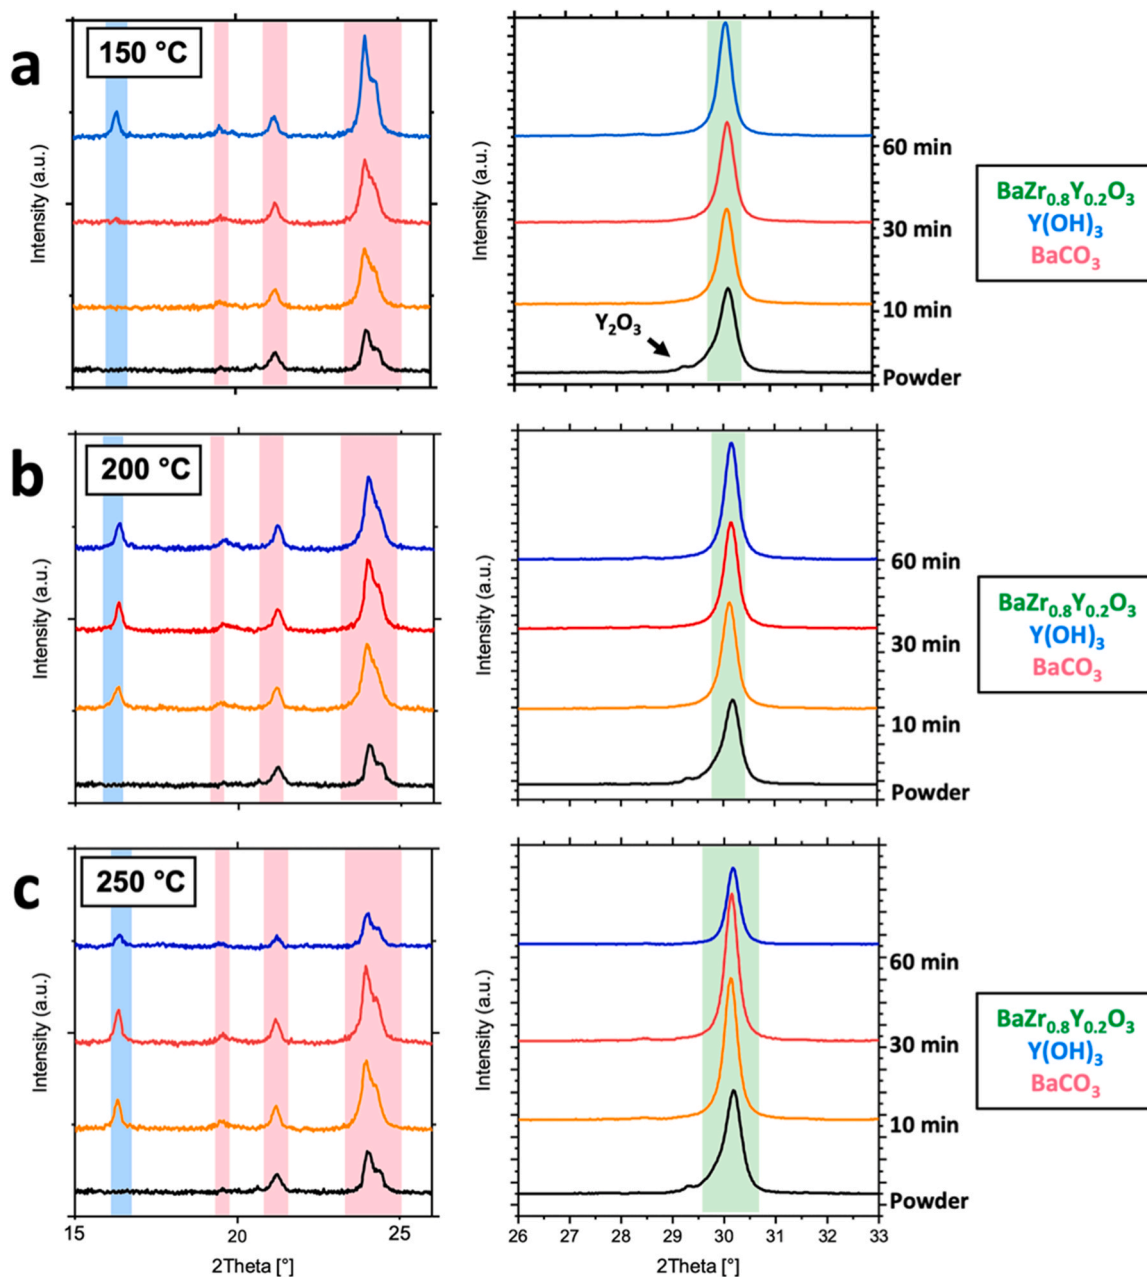 a
150 °C
Intensity (a.u.)
Intensity (a.u.)
Y₂O₃
60 min
30 min
10 min
Powder
BaZr₀.₈Y₀.₂O₃
Y(OH)₃
BaCO₃
b
200 °C
Intensity (a.u.)
Intensity (a.u.)
60 min
30 min
10 min
Powder
BaZr₀.₈Y₀.₂O₃
Y(OH)₃
BaCO₃
c
250 °C
Intensity (a.u.)
15 20 25
2Theta [°]
Intensity (a.u.)
26 27 28 29 30 31 32 33
2Theta [°]
60 min
30 min
10 min
Powder
BaZr₀.₈Y₀.₂O₃
Y(OH)₃
BaCO₃